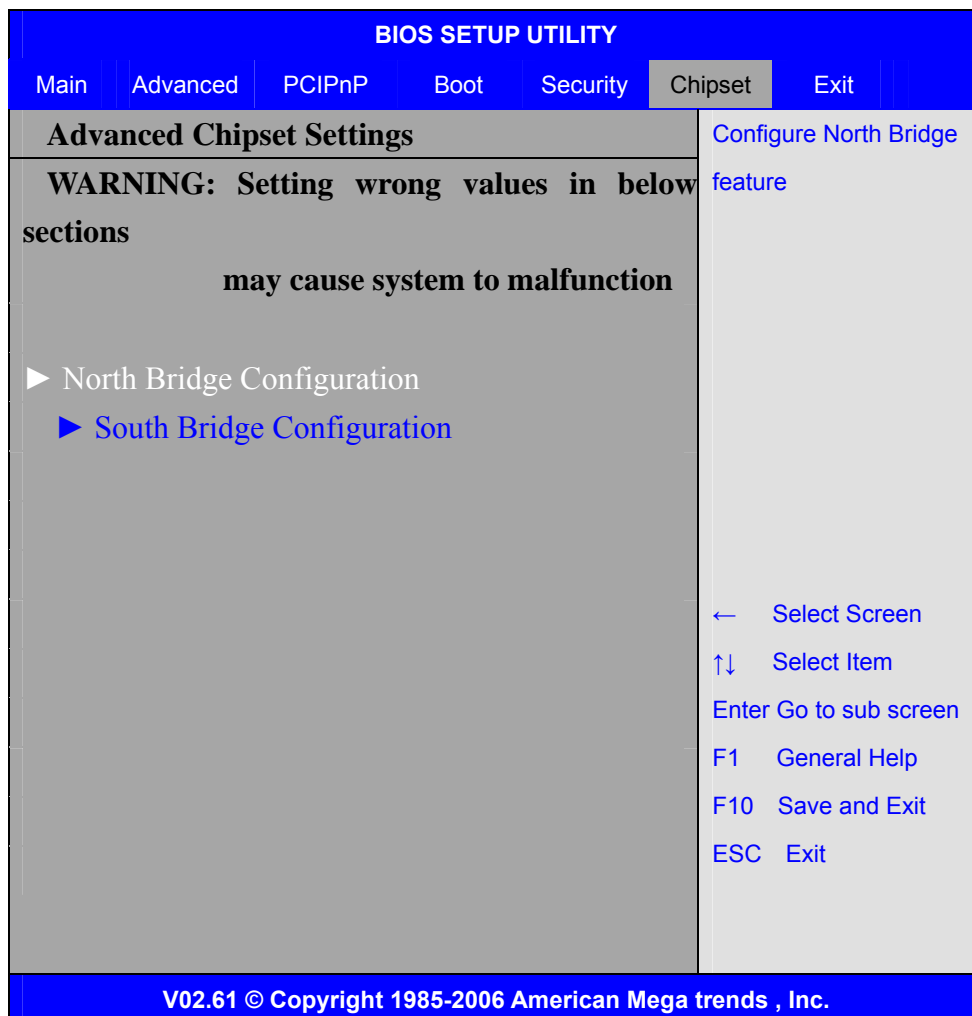 BIOS SETUP UTILITY
Main Advanced PCIPnP Boot Security Chipset Exit
Advanced Chipset Settings
WARNING: Setting wrong values in below
sections
may cause system to malfunction
► North Bridge Configuration
► South Bridge Configuration
Configure North Bridge
feature
← Select Screen
↑↓ Select Item
Enter Go to sub screen
F1 General Help
F10 Save and Exit
ESC Exit
V02.61 © Copyright 1985-2006 American Mega trends , Inc.